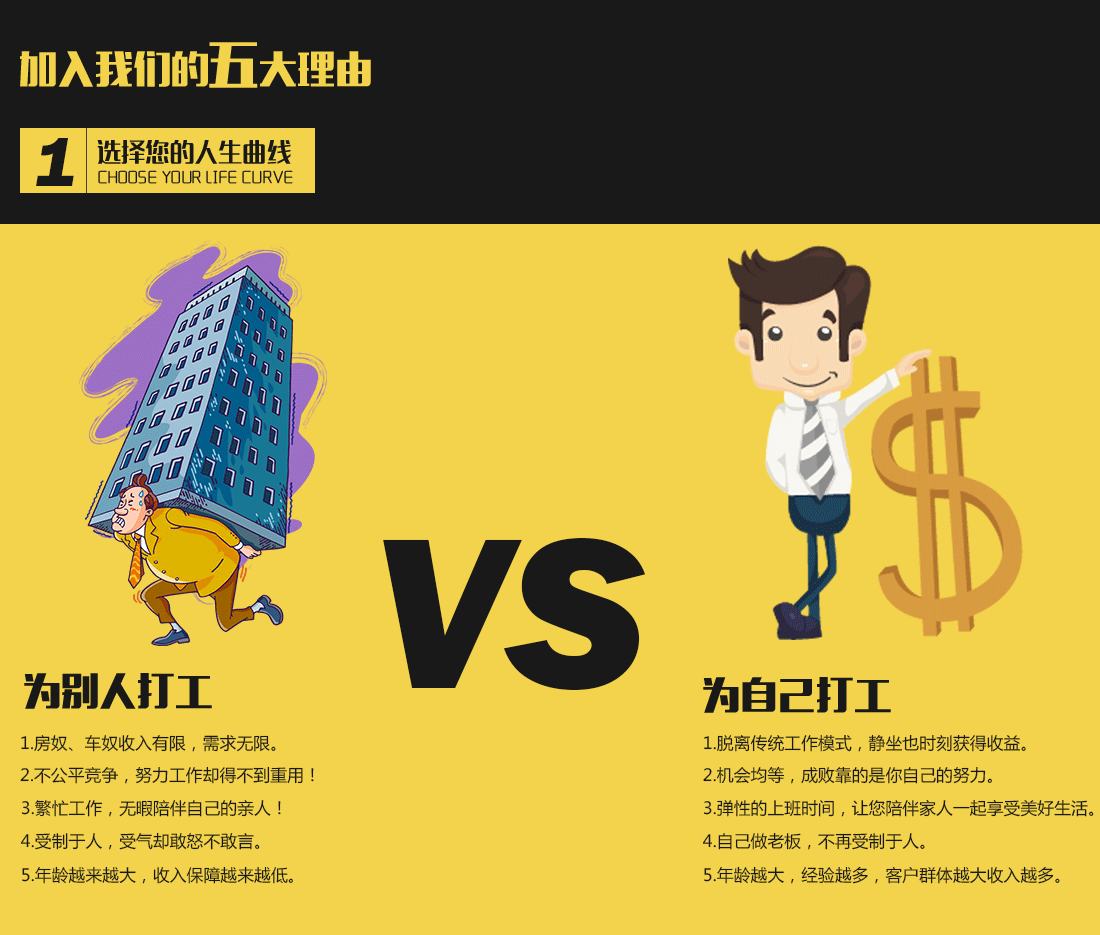 加入我们的五大理由
1
选择您的人生曲线
CHOOSE YOUR LIFE CURVE
VS
为别人打工
1.房奴、车奴收入有限，需求无限。
2.不公平竞争，努力工作却得不到重用！
3.繁忙工作，无暇陪伴自己的亲人！
4.受制于人，受气却敢怒不敢言。
5.年龄越来越大，收入保障越来越低。
为自己打工
1.脱离传统工作模式，静坐也时刻获得收益。
2.机会均等，成败靠的是你自己的努力。
3.弹性的上班时间，让您陪伴家人一起享受美好生活。
4.自己做老板，不再受制于人。
5.年龄越大，经验越多，客户群体越大收入越多。